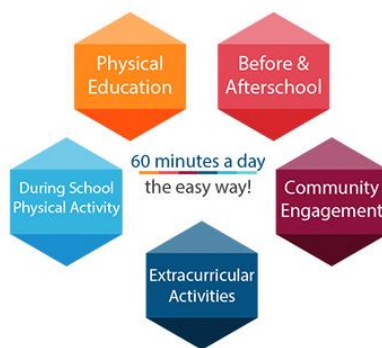 Physical
Education
Before &
Afterschool
During School
Physical Activity
60 minutes a day
the easy way!
Community
Engagement
Extracurricular
Activities